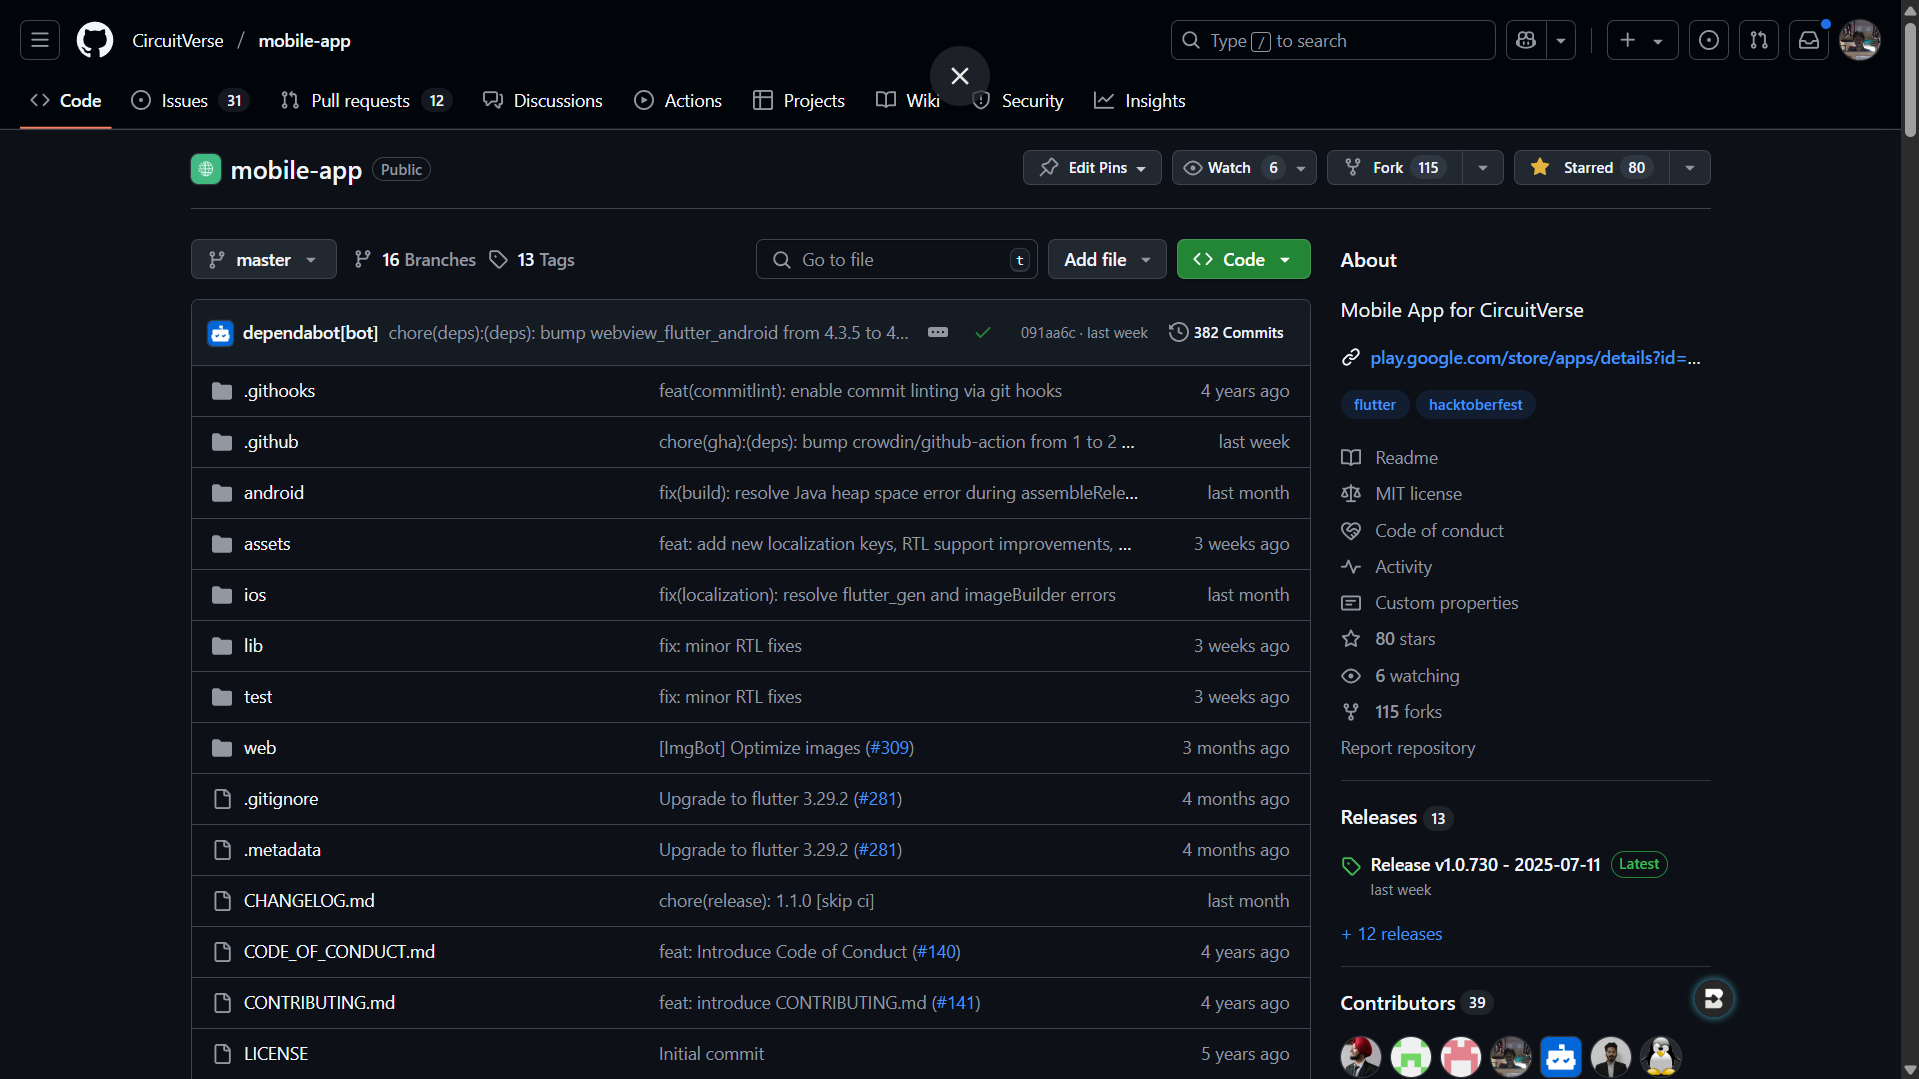 CircuitVerse / mobile-app
Type / to search
Code
Issues 31
Pull requests 12
Discussions
Actions
Projects
Wiki
Security
Insights
mobile-app Public
Edit Pins
Watch 6
Fork 115
Starred 80
master
16 Branches
13 Tags
Go to file t
Add file
Code
dependabot[bot] chore(deps):(deps): bump webview_flutter_android from 4.3.5 to 4... 091aa6c · last week 382 Commits
.githooks feat(commitlint): enable commit linting via git hooks 4 years ago
.github chore(gha):(deps): bump crowdin/github-action from 1 to 2 ... last week
android fix(build): resolve Java heap space error during assembleRele... last month
assets feat: add new localization keys, RTL support improvements, ... 3 weeks ago
ios fix(localization): resolve flutter_gen and imageBuilder errors last month
lib fix: minor RTL fixes 3 weeks ago
test fix: minor RTL fixes 3 weeks ago
web [ImgBot] Optimize images (#309) 3 months ago
.gitignore Upgrade to flutter 3.29.2 (#281) 4 months ago
.metadata Upgrade to flutter 3.29.2 (#281) 4 months ago
CHANGELOG.md chore(release): 1.1.0 [skip ci] last month
CODE_OF_CONDUCT.md feat: Introduce Code of Conduct (#140) 4 years ago
CONTRIBUTING.md feat: introduce CONTRIBUTING.md (#141) 4 years ago
LICENSE Initial commit 5 years ago
About
Mobile App for CircuitVerse
play.google.com/store/apps/details?id=...
flutter hacktoberfest
Readme
MIT license
Code of conduct
Activity
Custom properties
80 stars
6 watching
115 forks
Report repository
Releases 13
Release v1.0.730 - 2025-07-11 Latest
last week
+ 12 releases
Contributors 39